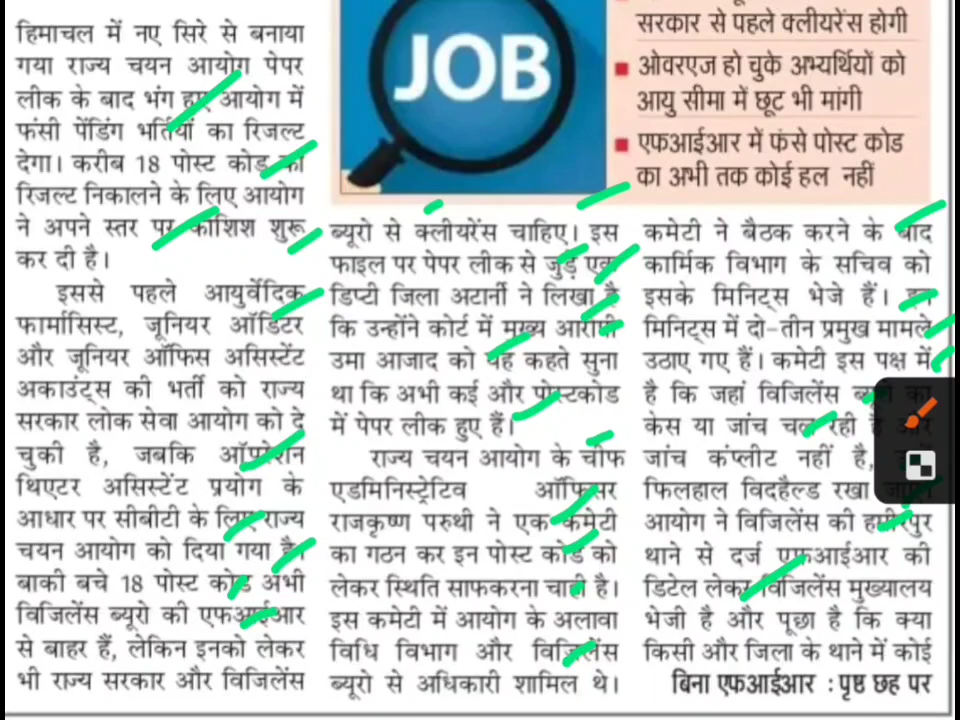 हिमाचल में नए सिरे से बनाया
गया राज्य चयन आयोग पेपर
लीक के बाद भंग हुए आयोग में
फंसी पेंडिंग भर्तियों का रिजल्ट
देगा। करीब 18 पोस्ट कोड का
रिजल्ट निकालने के लिए आयोग
ने अपने स्तर पर कोशिश शुरू
कर दी है।
इससे पहले आयुर्वेदिक
फार्मासिस्ट, जूनियर ऑडिटर
और जूनियर ऑफिस असिस्टेंट
अकाउंट्स की भर्ती को राज्य
सरकार लोक सेवा आयोग को दे
चुकी है, जबकि ऑपरेशन
थिएटर असिस्टेंट प्रयोग के
आधार पर सीबीटी के लिए राज्य
चयन आयोग को दिया गया है।
बाकी बचे 18 पोस्ट कोड अभी
विजिलेंस ब्यूरो की एफआईआर
से बाहर हैं, लेकिन इनको लेकर
भी राज्य सरकार और विजिलेंस
JOB
सरकार से पहले क्लीयरेंस होगी
ओवरएज हो चुके अभ्यर्थियों को
आयु सीमा में छूट भी मांगी
एफआईआर में फंसे पोस्ट कोड
का अभी तक कोई हल नहीं
ब्यूरो से क्लीयरेंस चाहिए। इस
फाइल पर पेपर लीक से जुड़े एक
डिप्टी जिला अटार्नी ने लिखा है
कि उन्होंने कोर्ट में मुख्य आरोपी
उमा आजाद को यह कहते सुना
था कि अभी कई और पोस्टकोड
में पेपर लीक हुए हैं।
राज्य चयन आयोग के चीफ
एडमिनिस्ट्रेटिव ऑफिसर
राजकृष्ण परुथी ने एक कमेटी
का गठन कर इन पोस्ट कोड को
लेकर स्थिति साफकरना चाही है।
इस कमेटी में आयोग के अलावा
विधि विभाग और विजिलेंस
ब्यूरो से अधिकारी शामिल थे।
कमेटी ने बैठक करने के बाद
कार्मिक विभाग के सचिव को
इसके मिनिट्स भेजे हैं। इन
मिनिट्स में दो-तीन प्रमुख मामले
उठाए गए हैं। कमेटी इस पक्ष में
है कि जहां विजिलेंस ब्यूरो का
केस या जांच चल रही है और
जांच कंप्लीट नहीं है,
फिलहाल विदहैल्ड रखा जाए।
आयोग ने विजिलेंस की हमीरपुर
थाने से दर्ज एफआईआर की
डिटेल लेकर विजिलेंस मुख्यालय
भेजी है और पूछा है कि क्या
किसी और जिला के थाने में कोई
बिना एफआईआर : पृष्ठ छह पर